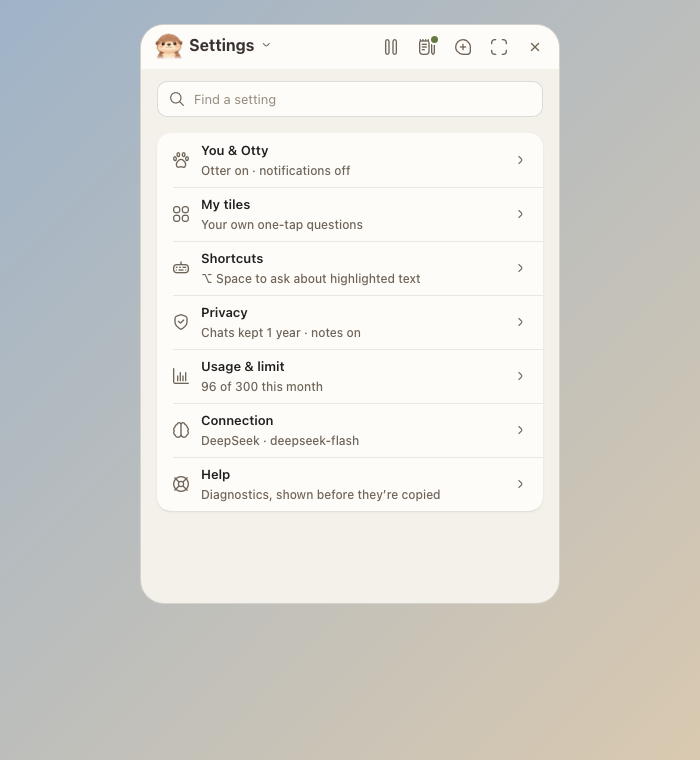 Settings
Find a setting
You & Otty
Otter on · notifications off
My tiles
Your own one-tap questions
Shortcuts
⌥ Space to ask about highlighted text
Privacy
Chats kept 1 year · notes on
Usage & limit
96 of 300 this month
Connection
DeepSeek · deepseek-flash
Help
Diagnostics, shown before they’re copied